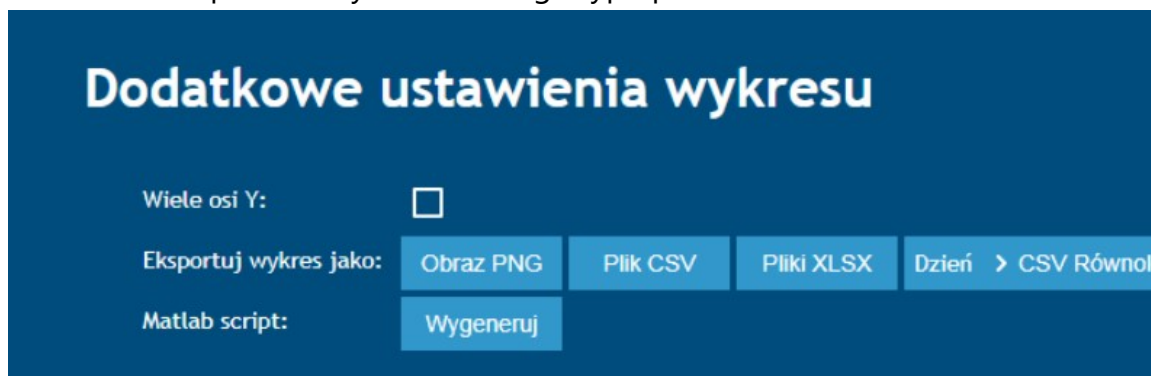 Dodatkowe ustawienia wykresu
Wiele osi Y:
Eksportuj wykres jako: Obraz PNG Plik CSV Pliki XLSX Dzień > CSV
Matlab script: Wygeneruj